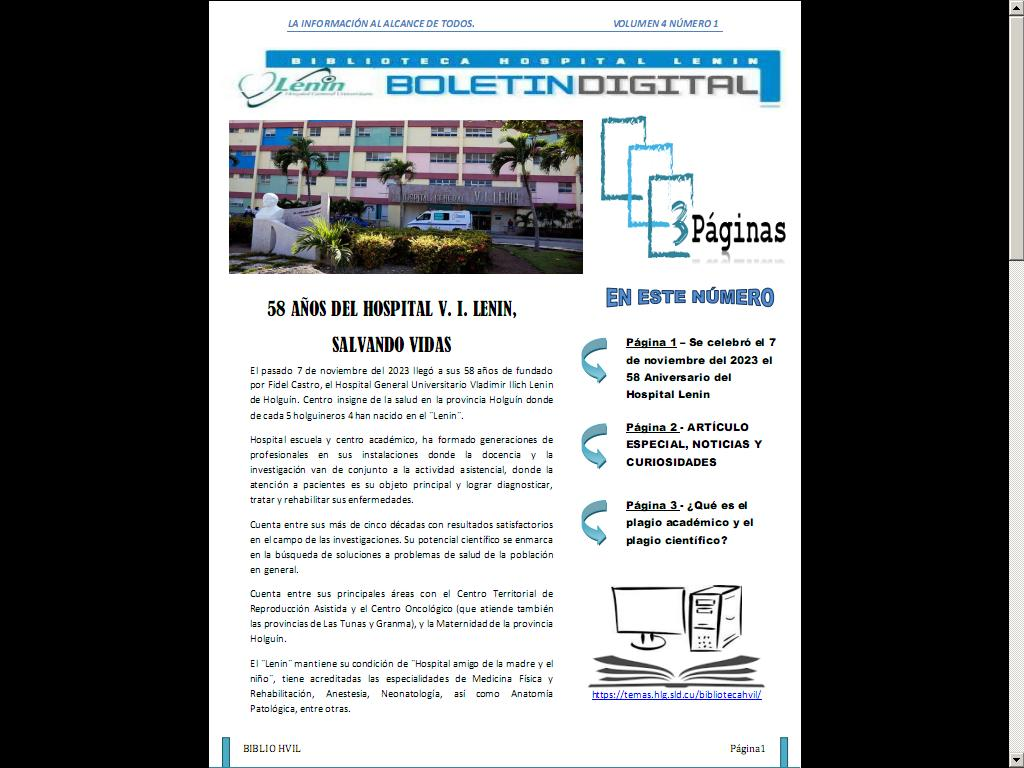 LA INFORMACIÓN AL ALCANCE DE TODOS. VOLUMEN 4 NÚMERO 1
BIBLIOTECA HOSPITAL LENIN
Lenin
BOLETINDIGITAL
HOSPITAL GENERAL V. I. LENIN
3 Páginas
EN ESTE NÚMERO
58 AÑOS DEL HOSPITAL V. I. LENIN,
SALVANDO VIDAS
El pasado 7 de noviembre del 2023 llegó a sus 58 años de fundado
por Fidel Castro, el Hospital General Universitario Vladimir Ilich Lenin
de Holguín. Centro insigne de la salud en la provincia Holguín donde
de cada 5 holguineros 4 han nacido en el ¨Lenin¨.
Hospital escuela y centro académico, ha formado generaciones de
profesionales en sus instalaciones donde la docencia y la
investigación van de conjunto a la actividad asistencial, donde la
atención a pacientes es su objeto principal y lograr diagnosticar,
tratar y rehabilitar sus enfermedades.
Cuenta entre sus más de cinco décadas con resultados satisfactorios
en el campo de las investigaciones. Su potencial científico se enmarca
en la búsqueda de soluciones a problemas de salud de la población
en general.
Cuenta entre sus principales áreas con el Centro Territorial de
Reproducción Asistida y el Centro Oncológico (que atiende también
las provincias de Las Tunas y Granma), y la Maternidad de la provincia
Holguín.
El ¨Lenin¨ mantiene su condición de ¨Hospital amigo de la madre y el
niño¨, tiene acreditadas las especialidades de Medicina Física y
Rehabilitación, Anestesia, Neonatología, así como Anatomía
Patológica, entre otras.
Página 1 – Se celebró el 7
de noviembre del 2023 el
58 Aniversario del
Hospital Lenin
Página 2 - ARTÍCULO
ESPECIAL, NOTICIAS Y
CURIOSIDADES
Página 3 - ¿Qué es el
plagio académico y el
plagio científico?
https://temas.hlg.sld.cu/bibliotecahvil/
BIBLIO HVIL Página1